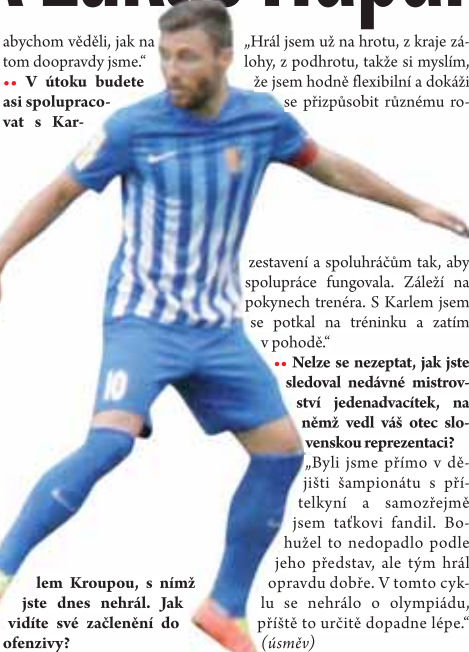 abychom věděli, jak na
tom doopravdy jsme.“
•• V útoku budete
asi spolupraco-
vat s Kar-
lem Kroupou, s nímž
jste dnes nehrál. Jak
vidíte své začlenění do
ofenzivy?
„Hrál jsem už na hrotu, z kraje zá-
lohy, z podhrotu, takže si myslím,
že jsem hodně flexibilní a dokáži
se přizpůsobit různému ro-
zestavení a spoluhráčům tak, aby
spolupráce fungovala. Záleží na
pokynech trenéra. S Karlem jsem
se potkal na tréninku a zatím
v pohodě.“
•• Nelze se nezeptat, jak jste
sledoval nedávné mistrov-
ství jedenadvacítek, na
němž vedl váš otec slo-
venskou reprezentaci?
„Byli jsme přímo v dě-
jišti šampionátu s pří-
telkyní a samozřejmě
jsem taťkovi fandil. Bo-
hužel to nedopadlo podle
jeho představ, ale tým hrál
opravdu dobře. V tomto cyk-
lu se nehrálo o olympiádu,
příště to určitě dopadne lépe.“
(úsměv)
10